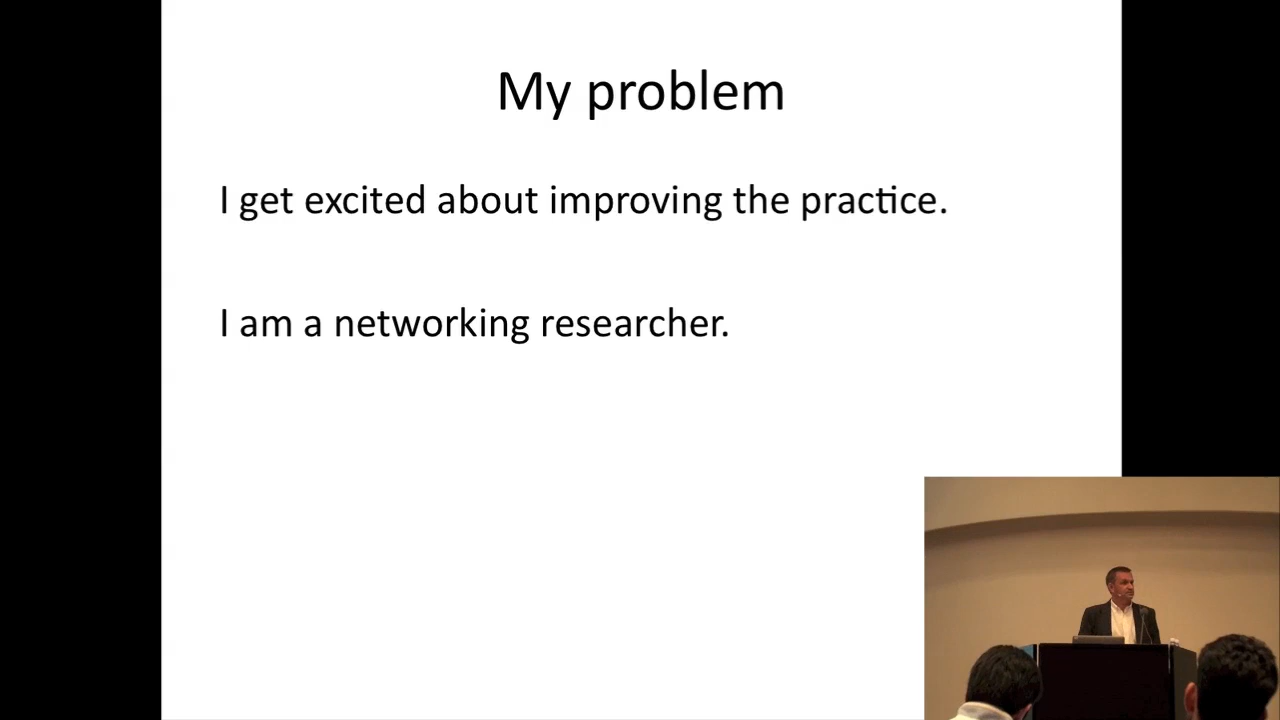 My problem
I get excited about improving the practice.
I am a networking researcher.